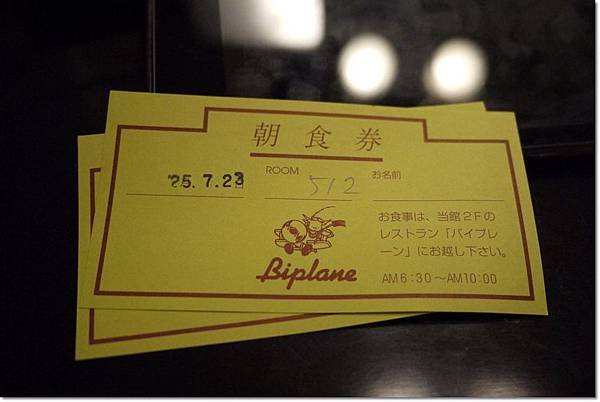 朝食券
'25. 7. 23
ROOM 512
お名前
お食事は、当館2Fの
レストラン「バイプレ
ーン」にお越し下さい。
AM6:30〜AM10:00
Biplane